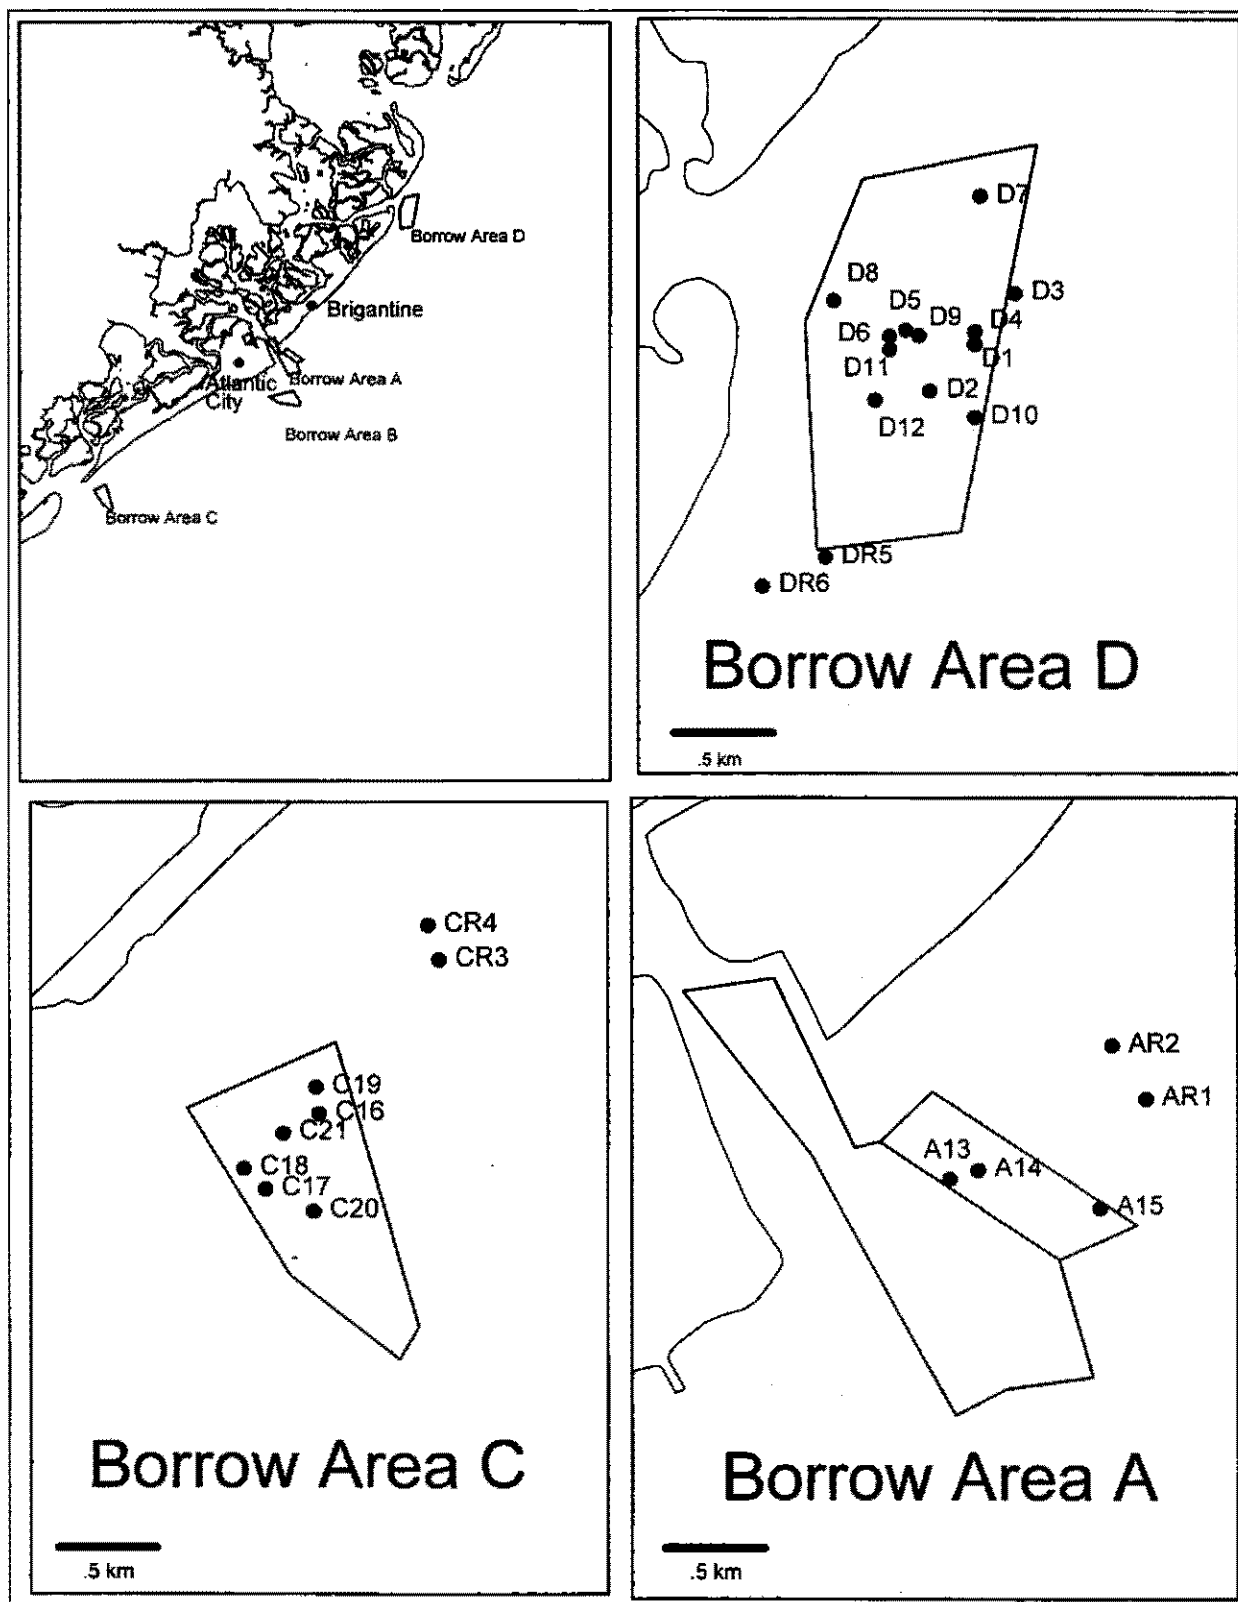 Borrow Area D
Brigantine
Borrow Area A
Atlantic
City
Borrow Area B
Borrow Area C
D7
D8
D3
D5
D9
D4
D6
D1
D11
D2
D12
D10
DR5
DR6
Borrow Area D
.5 km
CR4
CR3
C19
C16
C21
C18
C17
C20
Borrow Area C
.5 km
AR2
AR1
A13
A14
A15
Borrow Area A
.5 km